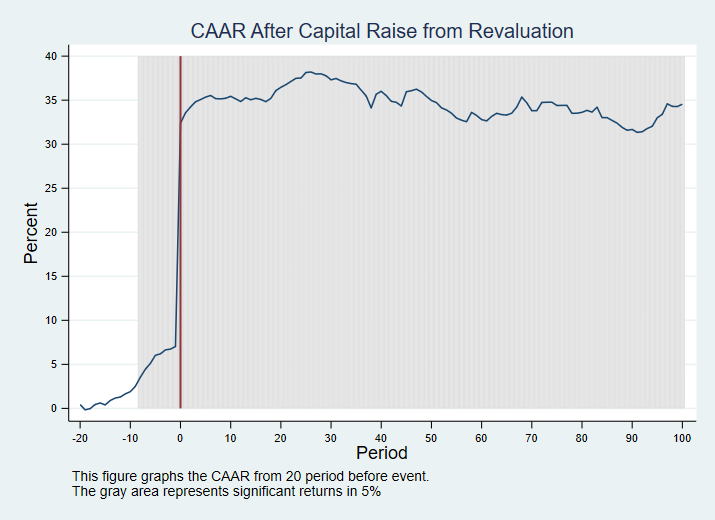 CAAR After Capital Raise from Revaluation
Percent
40
35
30
25
20
15
10
5
0
-20 -10 0 10 20 30 40 50 60 70 80 90 100
Period
This figure graphs the CAAR from 20 period before event.
The gray area represents significant returns in 5%